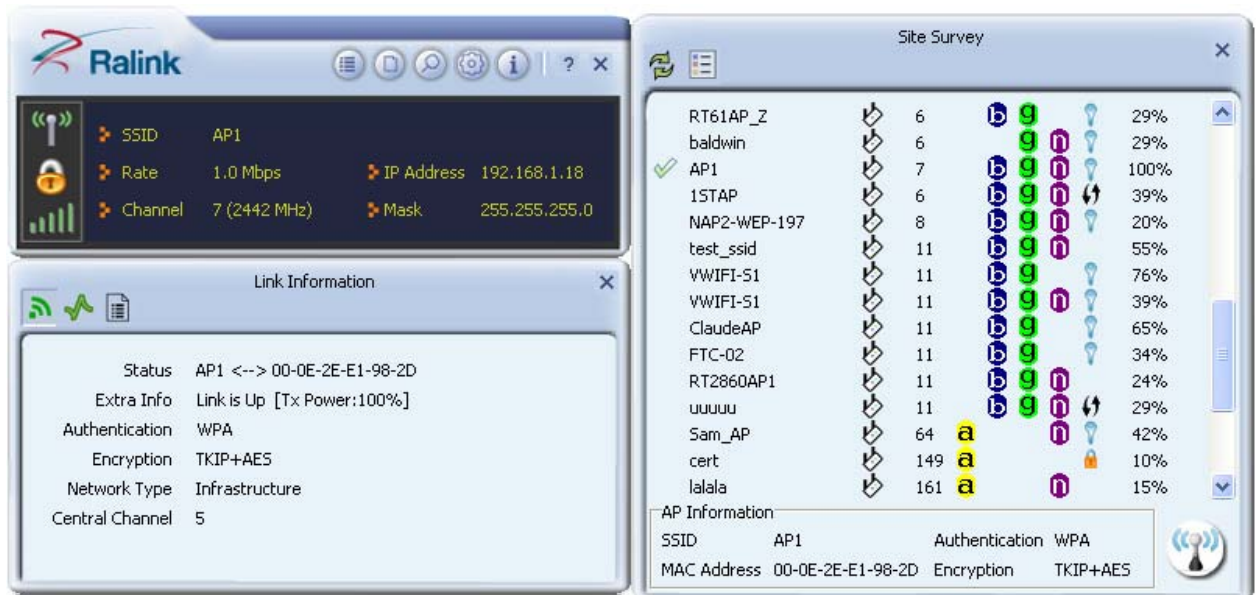 Ralink
? ×
SSID AP1
Rate 1.0 Mbps IP Address 192.168.1.18
Channel 7 (2442 MHz) Mask 255.255.255.0
Link Information
Status AP1 <--> 00-0E-2E-E1-98-2D
Extra Info Link is Up [Tx Power:100%]
Authentication WPA
Encryption TKIP+AES
Network Type Infrastructure
Central Channel 5
Site Survey
RT61AP_Z 6 b g 29%
baldwin 6 g n 29%
AP1 7 b g n 100%
1STAP 6 b g n 39%
NAP2-WEP-197 8 b g n 20%
test_ssid 11 b g n 55%
VWIFI-S1 11 b g 76%
VWIFI-S1 11 b g n 39%
ClaudeAP 11 b g 65%
FTC-02 11 b g 34%
RT2860AP1 11 b g n 24%
uuuuu 11 b g n 29%
Sam_AP 64 a n 42%
cert 149 a 10%
lalala 161 a n 15%
AP Information
SSID AP1 Authentication WPA
MAC Address 00-0E-2E-E1-98-2D Encryption TKIP+AES